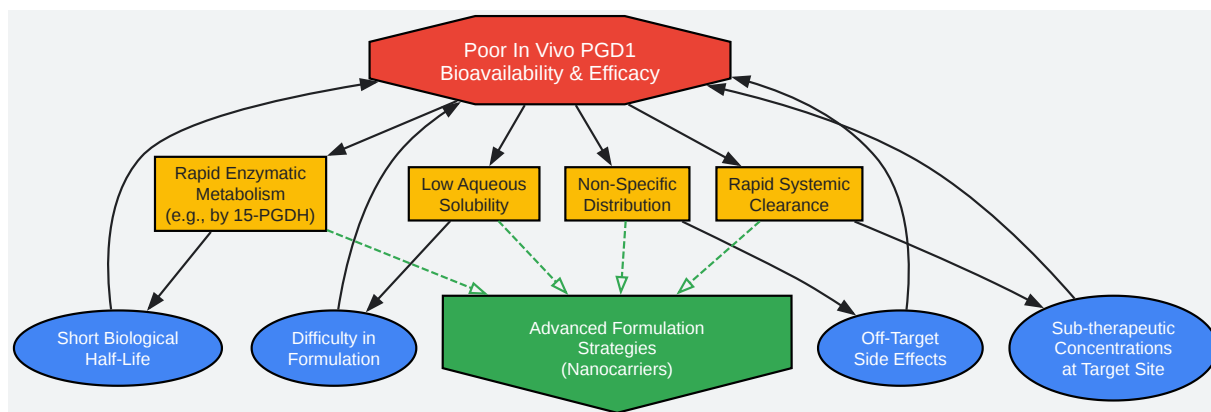 Poor In Vivo PGD1
Bioavailability & Efficacy
Rapid Enzymatic
Metabolism
(e.g., by 15-PGDH)
Low Aqueous
Solubility
Non-Specific
Distribution
Rapid Systemic
Clearance
Short Biological
Half-Life
Difficulty in
Formulation
Advanced Formulation
Strategies
(Nanocarriers)
Off-Target
Side Effects
Sub-therapeutic
Concentrations
at Target Site